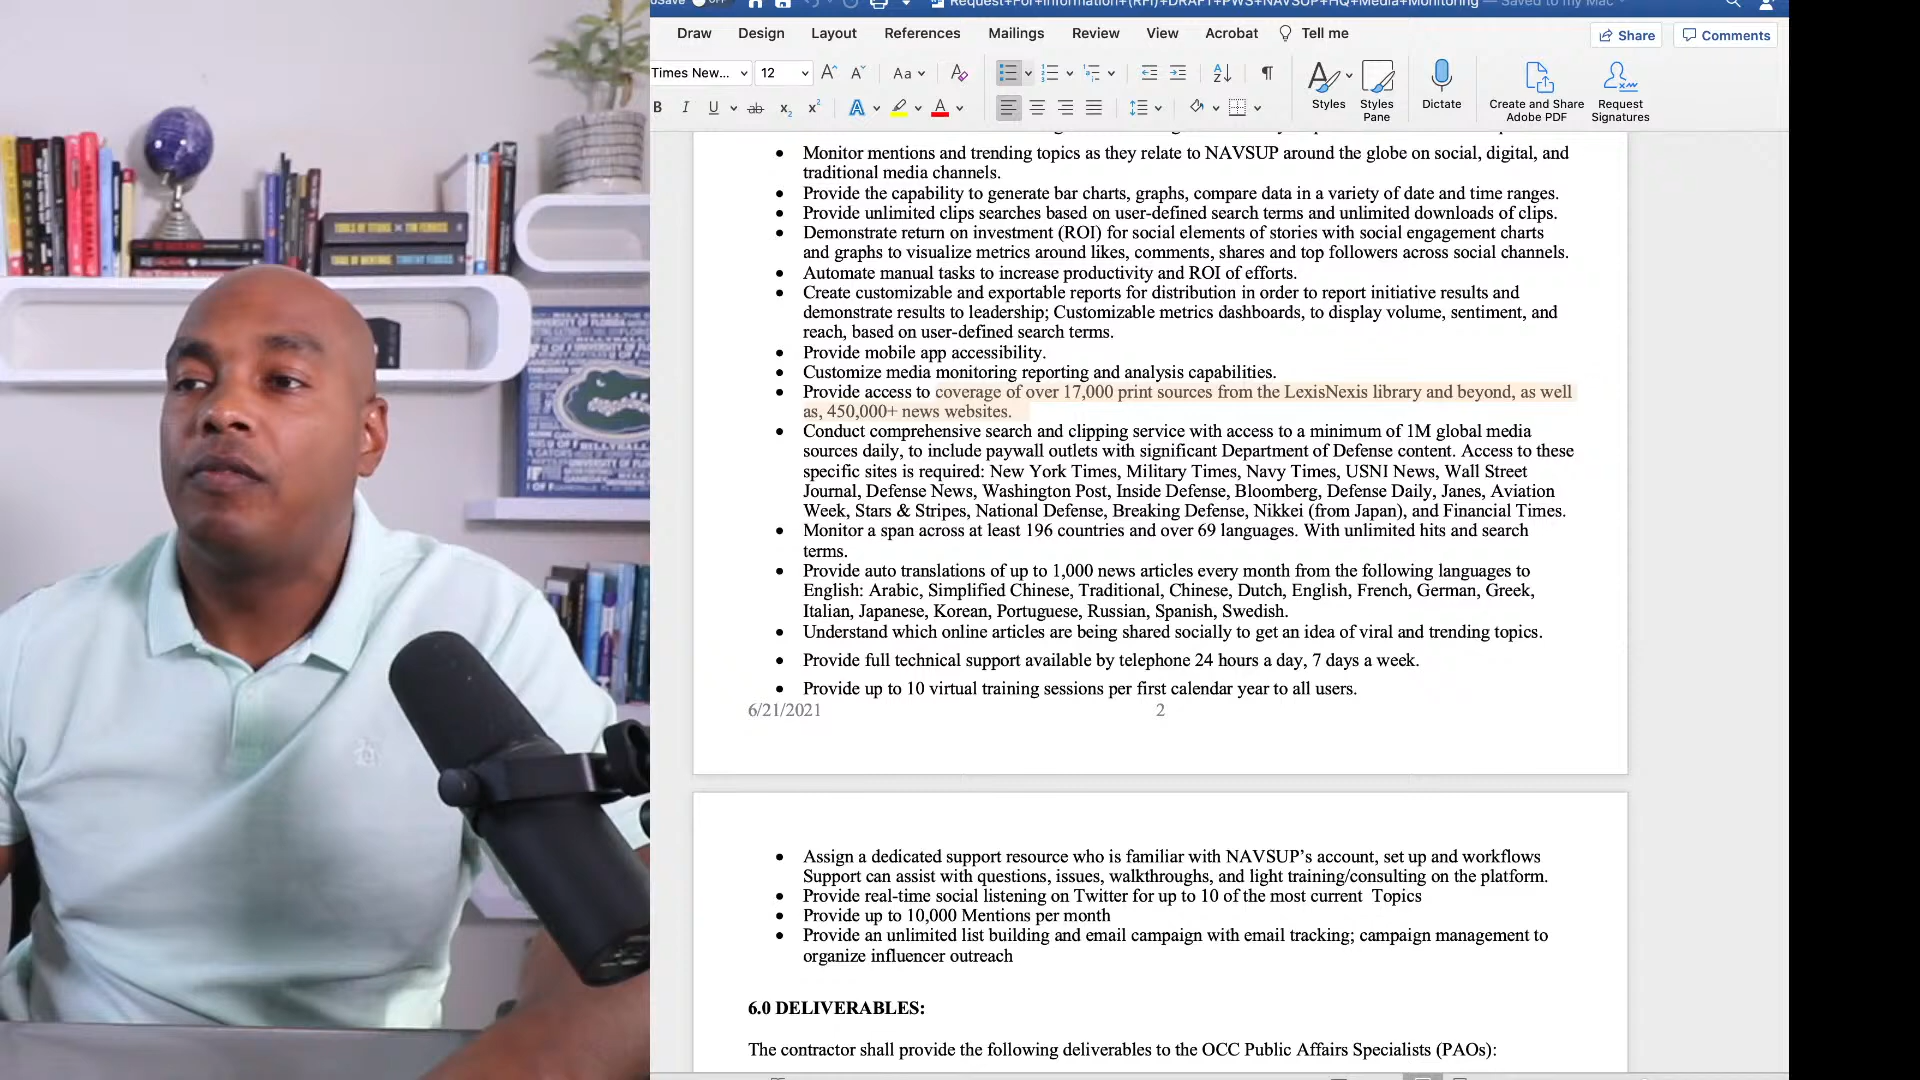 Request+For+Information+(RFI)+DRAFT+PWS+NAVSUP+HQ+Media+Monitoring — Saved to my Mac
Draw Design Layout References Mailings Review View Acrobat Tell me Share Comments
Times New... 12 Aa
Styles Styles Pane Dictate Create and Share Adobe PDF Request Signatures
• Monitor mentions and trending topics as they relate to NAVSUP around the globe on social, digital, and
traditional media channels.
• Provide the capability to generate bar charts, graphs, compare data in a variety of date and time ranges.
• Provide unlimited clips searches based on user-defined search terms and unlimited downloads of clips.
• Demonstrate return on investment (ROI) for social elements of stories with social engagement charts
and graphs to visualize metrics around likes, comments, shares and top followers across social channels.
• Automate manual tasks to increase productivity and ROI of efforts.
• Create customizable and exportable reports for distribution in order to report initiative results and
demonstrate results to leadership; Customizable metrics dashboards, to display volume, sentiment, and
reach, based on user-defined search terms.
• Provide mobile app accessibility.
• Customize media monitoring reporting and analysis capabilities.
• Provide access to coverage of over 17,000 print sources from the LexisNexis library and beyond, as well
as, 450,000+ news websites.
• Conduct comprehensive search and clipping service with access to a minimum of 1M global media
sources daily, to include paywall outlets with significant Department of Defense content. Access to these
specific sites is required: New York Times, Military Times, Navy Times, USNI News, Wall Street
Journal, Defense News, Washington Post, Inside Defense, Bloomberg, Defense Daily, Janes, Aviation
Week, Stars & Stripes, National Defense, Breaking Defense, Nikkei (from Japan), and Financial Times.
• Monitor a span across at least 196 countries and over 69 languages. With unlimited hits and search
terms.
• Provide auto translations of up to 1,000 news articles every month from the following languages to
English: Arabic, Simplified Chinese, Traditional, Chinese, Dutch, English, French, German, Greek,
Italian, Japanese, Korean, Portuguese, Russian, Spanish, Swedish.
• Understand which online articles are being shared socially to get an idea of viral and trending topics.
• Provide full technical support available by telephone 24 hours a day, 7 days a week.
• Provide up to 10 virtual training sessions per first calendar year to all users.
6/21/2021 2
• Assign a dedicated support resource who is familiar with NAVSUP’s account, set up and workflows
Support can assist with questions, issues, walkthroughs, and light training/consulting on the platform.
• Provide real-time social listening on Twitter for up to 10 of the most current Topics
• Provide up to 10,000 Mentions per month
• Provide an unlimited list building and email campaign with email tracking; campaign management to
organize influencer outreach
6.0 DELIVERABLES:
The contractor shall provide the following deliverables to the OCC Public Affairs Specialists (PAOs):